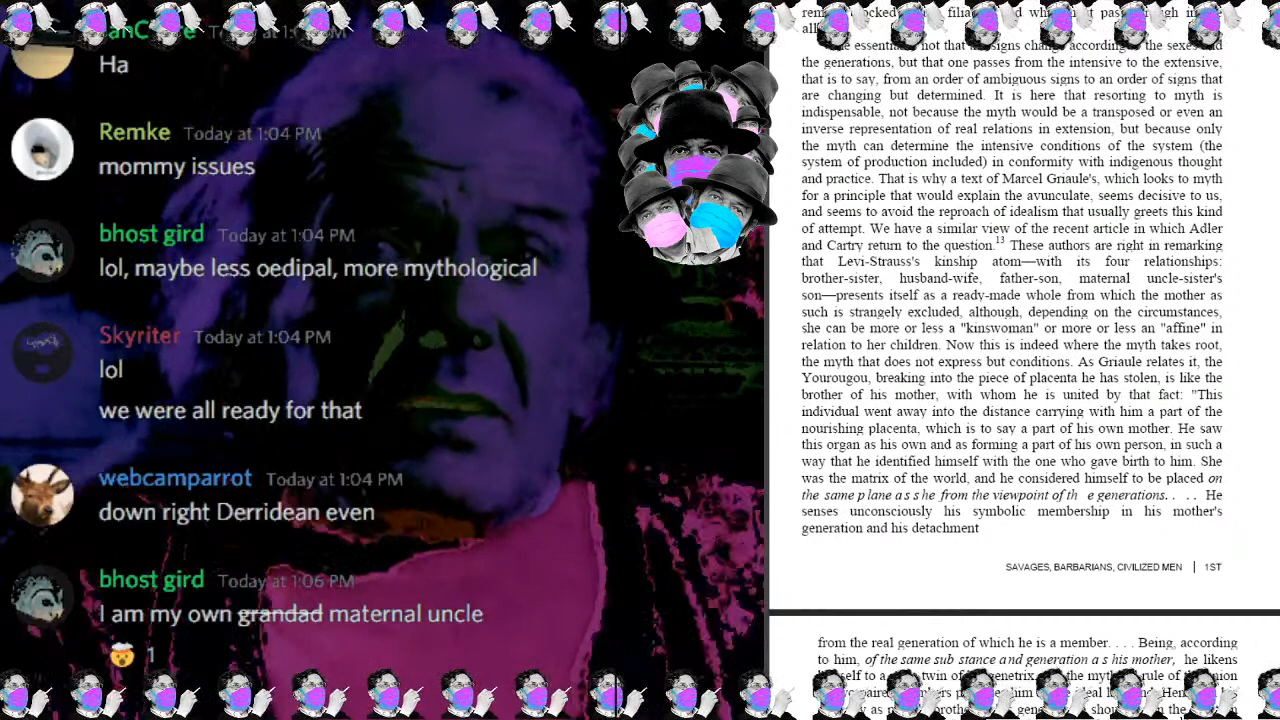 Ha
Remke Today at 1:04 PM
mommy issues
bhost gird Today at 1:04 PM
lol, maybe less oedipal, more mythological
Skyriter Today at 1:04 PM
lol
we were all ready for that
webcamparrot Today at 1:04 PM
down right Derridean even
bhost gird Today at 1:06 PM
I am my own grandad maternal uncle
1
essential not that signs change according the sexes and
the generations, but that one passes from the intensive to the extensive,
that is to say, from an order of ambiguous signs to an order of signs that
are changing but determined. It is here that resorting to myth is
indispensable, not because the myth would be a transposed or even an
inverse representation of real relations in extension, but because only
the myth can determine the intensive conditions of the system (the
system of production included) in conformity with indigenous thought
and practice. That is why a text of Marcel Griaule's, which looks to myth
for a principle that would explain the avunculate, seems decisive to us,
and seems to avoid the reproach of idealism that usually greets this kind
of attempt. We have a similar view of the recent article in which Adler
and Cartry return to the question.13 These authors are right in remarking
that Levi-Strauss's kinship atom—with its four relationships:
brother-sister, husband-wife, father-son, maternal uncle-sister's
son—presents itself as a ready-made whole from which the mother as
such is strangely excluded, although, depending on the circumstances,
she can be more or less a "kinswoman" or more or less an "affine" in
relation to her children. Now this is indeed where the myth takes root,
the myth that does not express but conditions. As Griaule relates it, the
Yourougou, breaking into the piece of placenta he has stolen, is like the
brother of his mother, with whom he is united by that fact: "This
individual went away into the distance carrying with him a part of the
nourishing placenta, which is to say a part of his own mother. He saw
this organ as his own and as forming a part of his own person, in such a
way that he identified himself with the one who gave birth to him. She
was the matrix of the world, and he considered himself to be placed on
the same p lane a s s he from the viewpoint of th e generations. . . . He
senses unconsciously his symbolic membership in his mother's
generation and his detachment
SAVAGES, BARBARIANS, CIVILIZED MEN | 1ST
from the real generation of which he is a member. . . . Being, according
to him, of the same sub stance and generation a s his mother, he likens